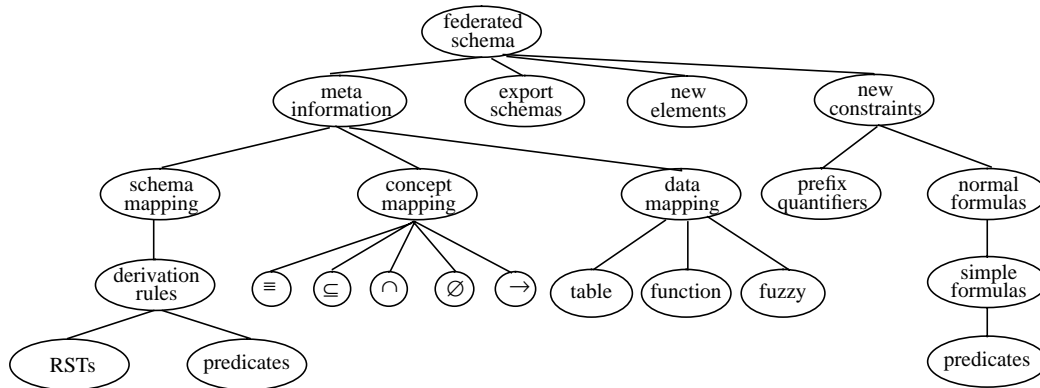 federated
schema
meta
information
export
schemas
new
elements
new
constraints
schema
mapping
concept
mapping
data
mapping
prefix
quantifiers
normal
formulas
derivation
rules
≡
⊆
∩
∅
→
table
function
fuzzy
simple
formulas
RSTs
predicates
predicates